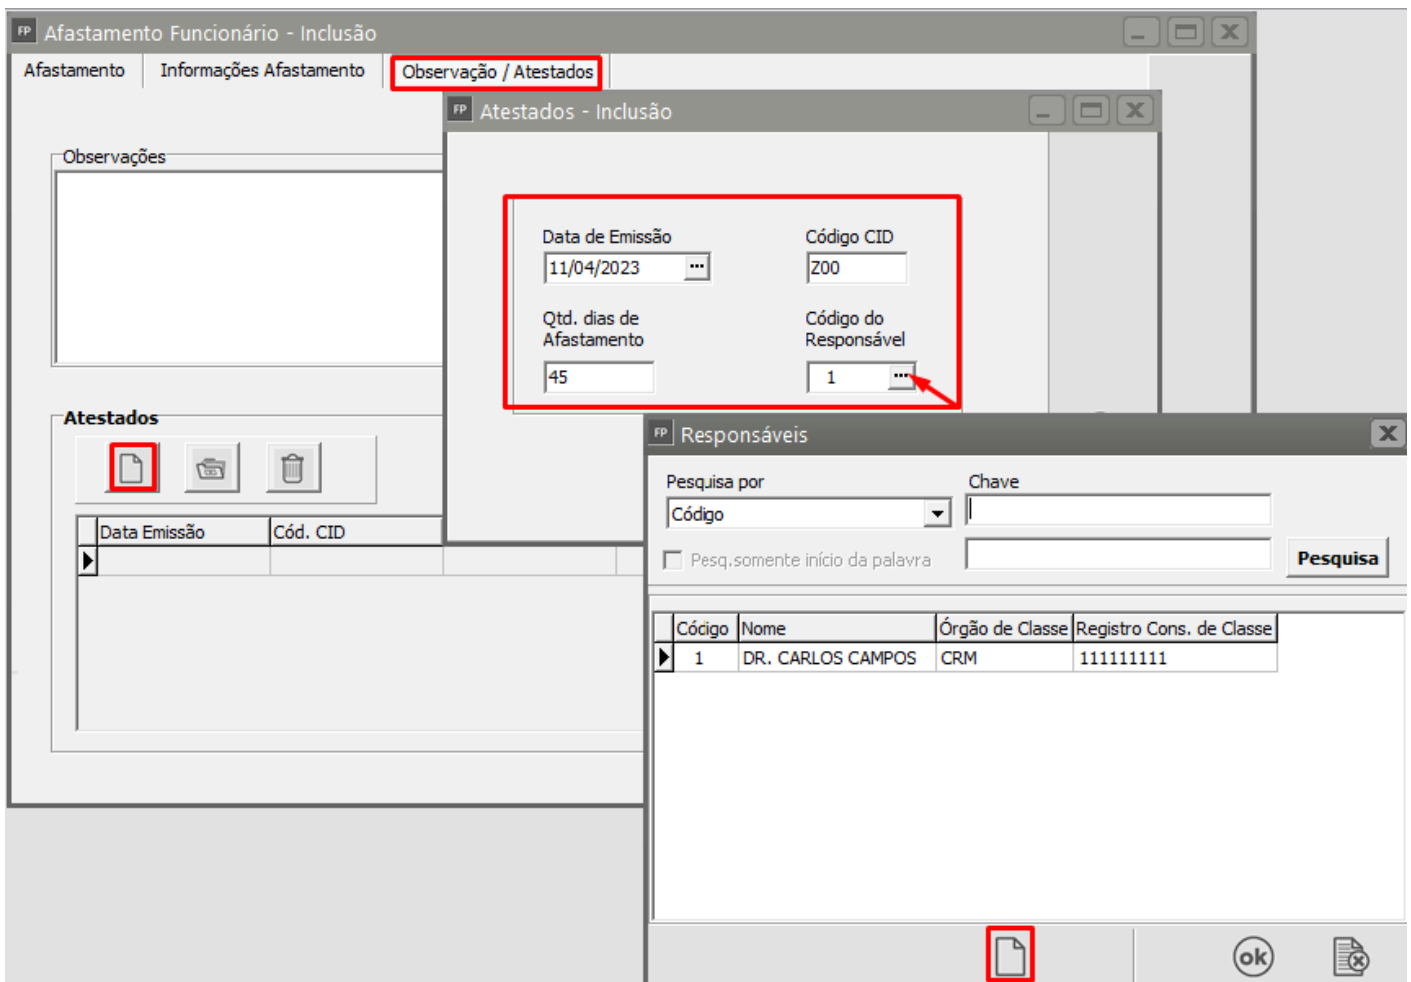 FP Afastamento Funcionário - Inclusão
Afastamento Informações Afastamento Observação / Atestados
FP Atestados - Inclusão
Observações
Data de Emissão Código CID
11/04/2023 ... Z00
Qtd. dias de Afastamento
Código do Responsável
45 1 ...
Atestados
Data Emissão Cód. CID
FP Responsáveis
Pesquisa por Chave
Código
Pesq.somente início da palavra Pesquisa
Código Nome Órgão de Classe Registro Cons. de Classe
1 DR. CARLOS CAMPOS CRM 111111111
ok